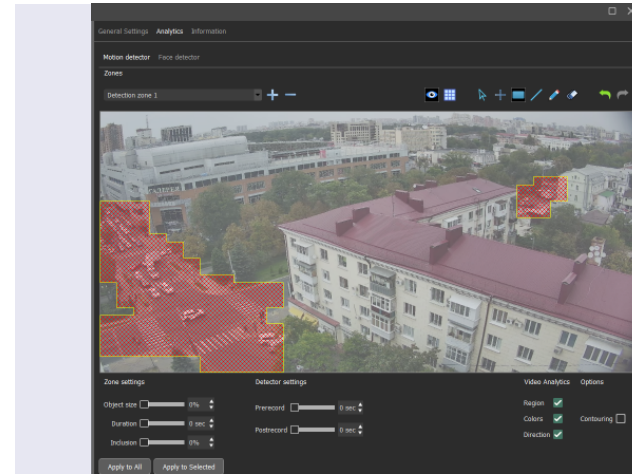 General Settings Analytics Information
Motion detector Face detector
Zones
Detection zone 1
Zone settings Detector settings Video Analytics Options
Object size 0% Prerecord 0 sec Region
Duration 0 sec Postrecord 0 sec Colors Contouring
Inclusion 0% Direction
Apply to All Apply to Selected